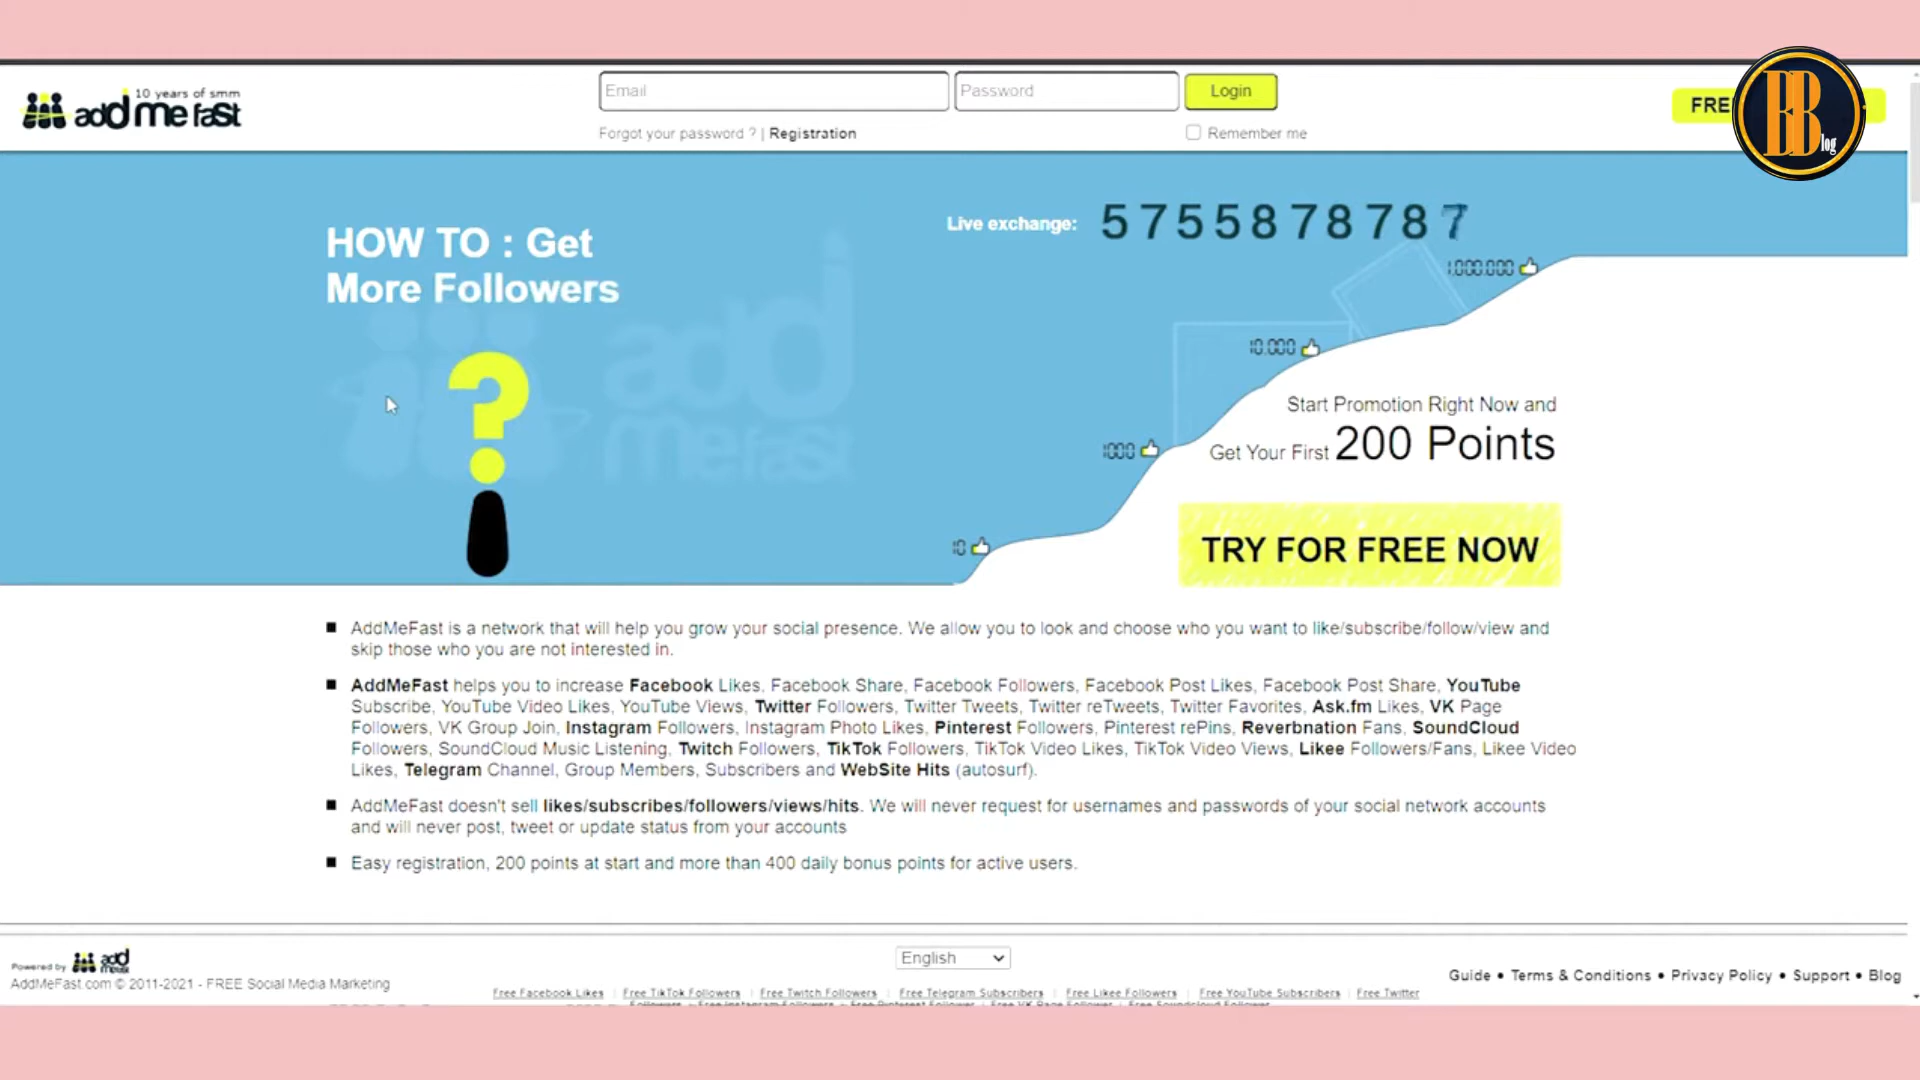 10 years of smm
add me fast
Email
Password
Login
Forgot your password ? | Registration
Remember me
FRE
BB
log
HOW TO : Get
More Followers
Live exchange:
5755878787
1.000.000
10.000
1000
10
add
me fast
Start Promotion Right Now and
Get Your First 200 Points
TRY FOR FREE NOW
AddMeFast is a network that will help you grow your social presence. We allow you to look and choose who you want to like/subscribe/follow/view and
skip those who you are not interested in.
AddMeFast helps you to increase Facebook Likes, Facebook Share, Facebook Followers, Facebook Post Likes, Facebook Post Share, YouTube
Subscribe, YouTube Video Likes, YouTube Views, Twitter Followers, Twitter Tweets, Twitter reTweets, Twitter Favorites, Ask.fm Likes, VK Page
Followers, VK Group Join, Instagram Followers, Instagram Photo Likes, Pinterest Followers, Pinterest rePins, Reverbnation Fans, SoundCloud
Followers, SoundCloud Music Listening, Twitch Followers, TikTok Followers, TikTok Video Likes, TikTok Video Views, Likee Followers/Fans, Likee Video
Likes, Telegram Channel, Group Members, Subscribers and WebSite Hits (autosurf).
AddMeFast doesn't sell likes/subscribes/followers/views/hits. We will never request for usernames and passwords of your social network accounts
and will never post, tweet or update status from your accounts
Easy registration, 200 points at start and more than 400 daily bonus points for active users.
Powered by add me fast
AddMeFast.com © 2011-2021 - FREE Social Media Marketing
English
Guide • Terms & Conditions • Privacy Policy • Support • Blog
Free Facebook Likes | Free TikTok Followers | Free Twitch Followers | Free Telegram Subscribers | Free Likee Followers | Free YouTube Subscribers | Free Twitter